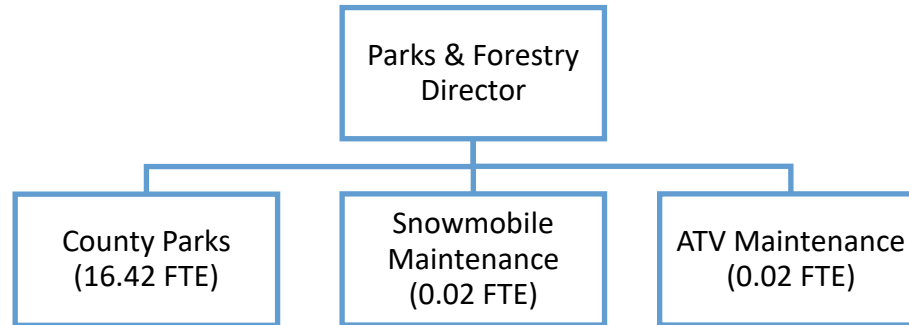 Parks & Forestry
Director
County Parks
(16.42 FTE)
Snowmobile
Maintenance
(0.02 FTE)
ATV Maintenance
(0.02 FTE)